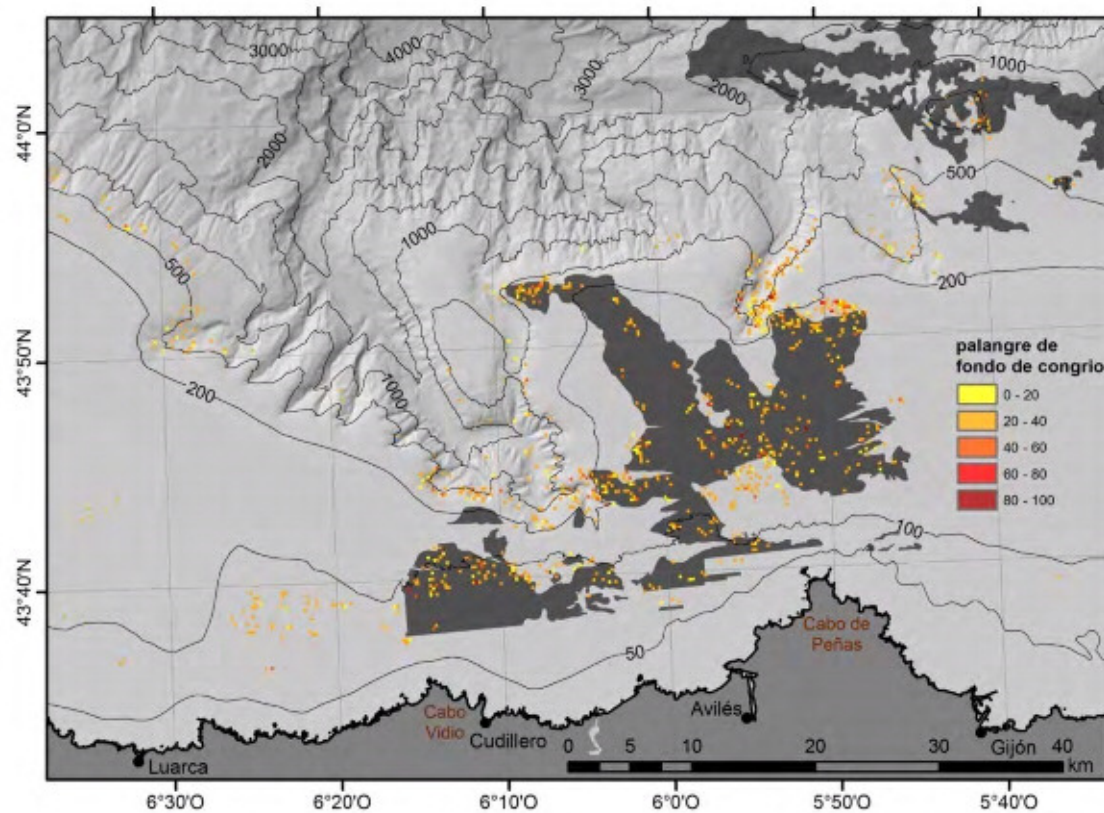 3000
4000
3000
2000
1000
2000
44°0'N
500
1000
500
200
43°50'N
200
1000
palangre de
fondo de congrio
0 - 20
20 - 40
40 - 60
60 - 80
80 - 100
100
43°40'N
50
Cabo de
Peñas
Cabo
Vidio
Cudillero
Avilés
Gijón
Luarca
0 5 10 20 30 40
km
6°30'O 6°20'O 6°10'O 6°0'O 5°50'O 5°40'O